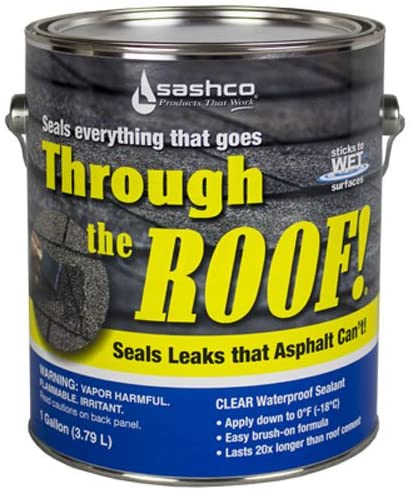 sashco
Products That Work®
Seals everything that goes
Through
the ROOF!®
sticks to
WET
surfaces
Seals Leaks that Asphalt Can't!
WARNING: VAPOR HARMFUL.
FLAMMABLE. IRRITANT.
Read cautions on back panel.
1 Gallon (3.79 L)
CLEAR Waterproof Sealant
• Apply down to 0°F (-18°C)
• Easy brush-on formula
• Lasts 20x longer than roof cement